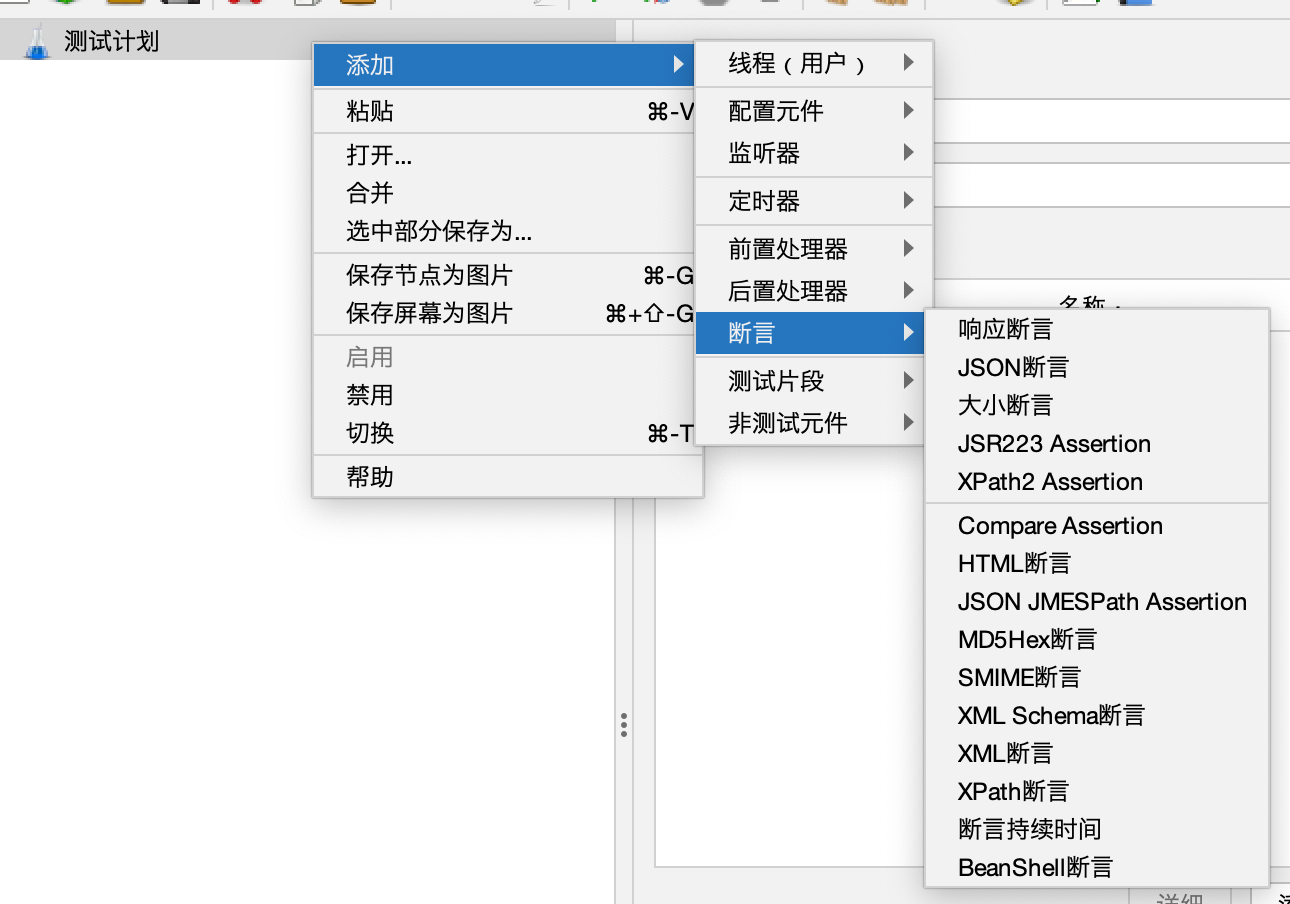 测试计划
添加
粘贴 ⌘-V
打开...
合并
选中部分保存为...
保存节点为图片 ⌘-G
保存屏幕为图片 ⌘+⇧-G
启用
禁用
切换 ⌘-T
帮助
线程（用户）
配置元件
监听器
定时器
前置处理器
后置处理器
断言
测试片段
非测试元件
名称：
响应断言
JSON断言
大小断言
JSR223 Assertion
XPath2 Assertion
Compare Assertion
HTML断言
JSON JMESPath Assertion
MD5Hex断言
SMIME断言
XML Schema断言
XML断言
XPath断言
断言持续时间
BeanShell断言
详细